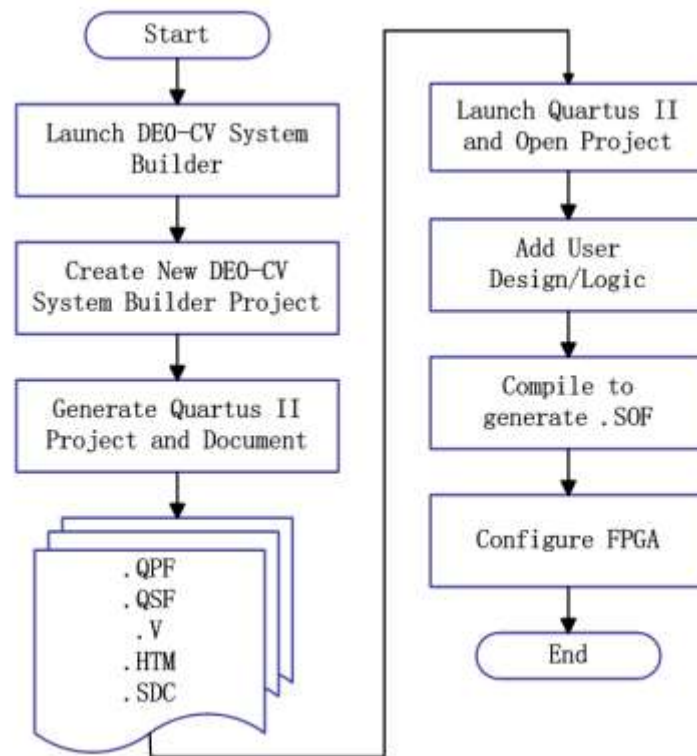 Start
Launch DE0-CV System
Builder
Create New DE0-CV
System Builder Project
Generate Quartus II
Project and Document
.QPF
.QSF
.V
.HTM
.SDC
Launch Quartus II
and Open Project
Add User
Design/Logic
Compile to
generate .SOF
Configure FPGA
End